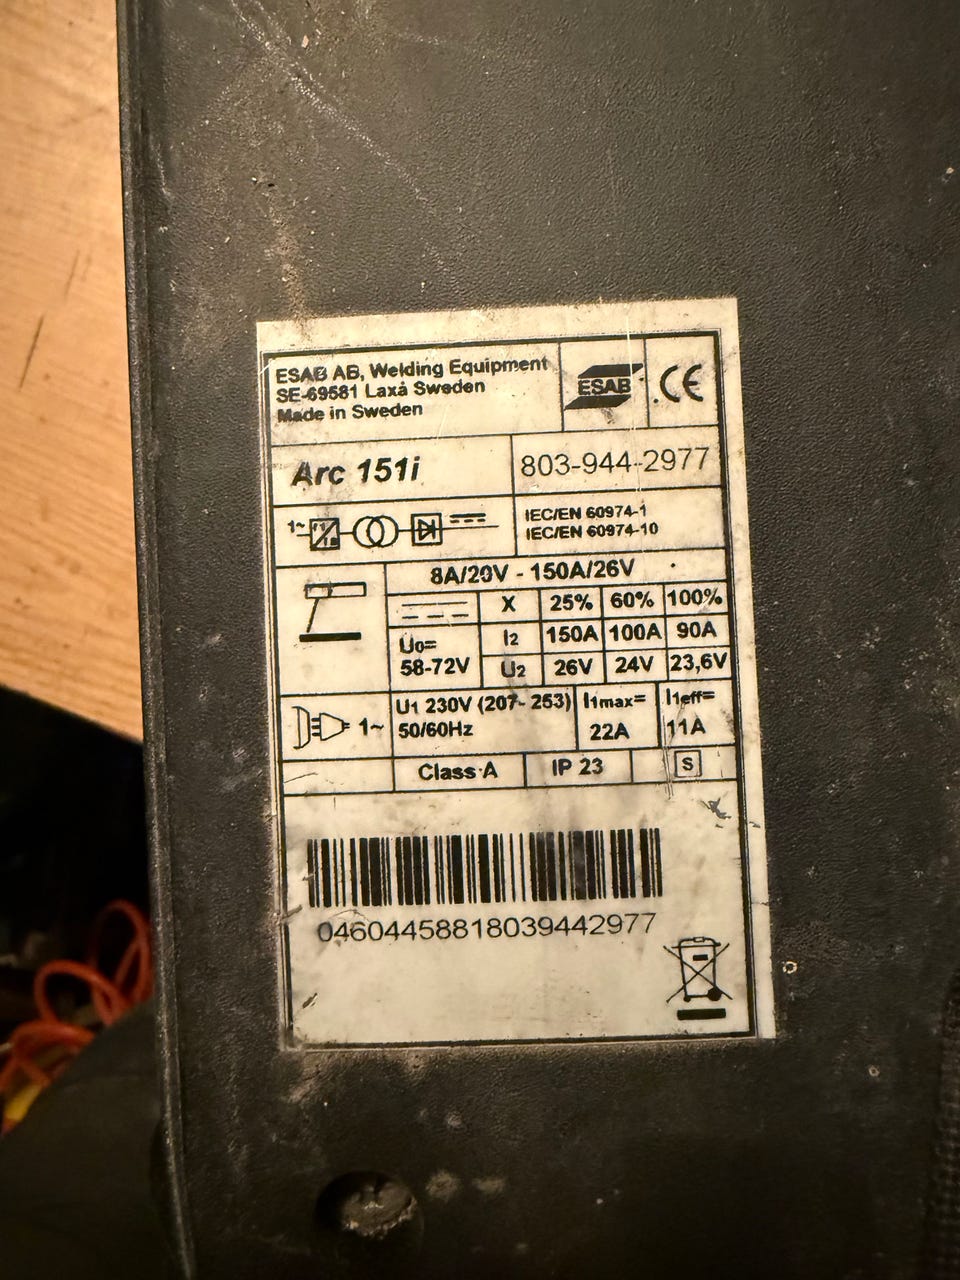 ESAB AB, Welding Equipment
SE-69581 Laxå Sweden
Made in Sweden
ESAB
CE
Arc 151i
803-944-2977
1~
IEC/EN 60974-1
IEC/EN 60974-10
8A/20V - 150A/26V
X 25% 60% 100%
U0=
58-72V
I2 150A 100A 90A
U2 26V 24V 23,6V
1~
U1 230V (207- 253)
50/60Hz
I1max=
22A
I1eff=
11A
Class A
IP 23
S
04604458818039442977